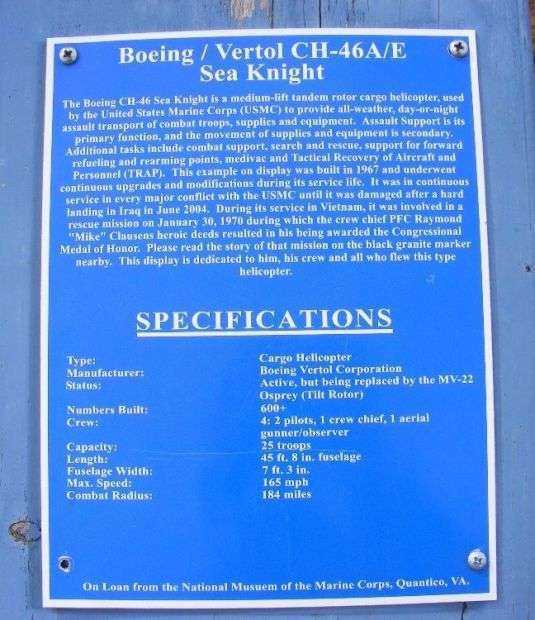 Boeing / Vertol CH-46A/E
Sea Knight
The Boeing CH-46 Sea Knight is a medium-lift tandem rotor cargo helicopter, used
by the United States Marine Corps (USMC) to provide all-weather, day-or-night
assault transport of combat troops, supplies and equipment. Assault Support is its
primary function, and the movement of supplies and equipment is secondary.
Additional tasks include combat support, search and rescue, support for forward
refueling and rearming points, medivac and Tactical Recovery of Aircraft and
Personnel (TRAP). This example on display was built in 1967 and underwent
continuous upgrades and modifications during its service life. It was in continuous
service in every major conflict with the USMC until it was damaged after a hard
landing in Iraq in June 2004. During its service in Vietnam, it was involved in a
rescue mission on January 30, 1970 during which the crew chief PFC Raymond
"Mike" Clausens heroic deeds resulted in his being awarded the Congressional
Medal of Honor. Please read the story of that mission on the black granite marker
nearby. This display is dedicated to him, his crew and all who flew this type
helicopter.
SPECIFICATIONS
Type: Cargo Helicopter
Manufacturer: Boeing Vertol Corporation
Status: Active, but being replaced by the MV-22
Osprey (Tilt Rotor)
Numbers Built: 600+
Crew: 4: 2 pilots, 1 crew chief, 1 aerial
gunner/observer
Capacity: 25 troops
Length: 45 ft. 8 in. fuselage
Fuselage Width: 7 ft. 3 in.
Max. Speed: 165 mph
Combat Radius: 184 miles
On Loan from the National Musuem of the Marine Corps, Quantico, VA.